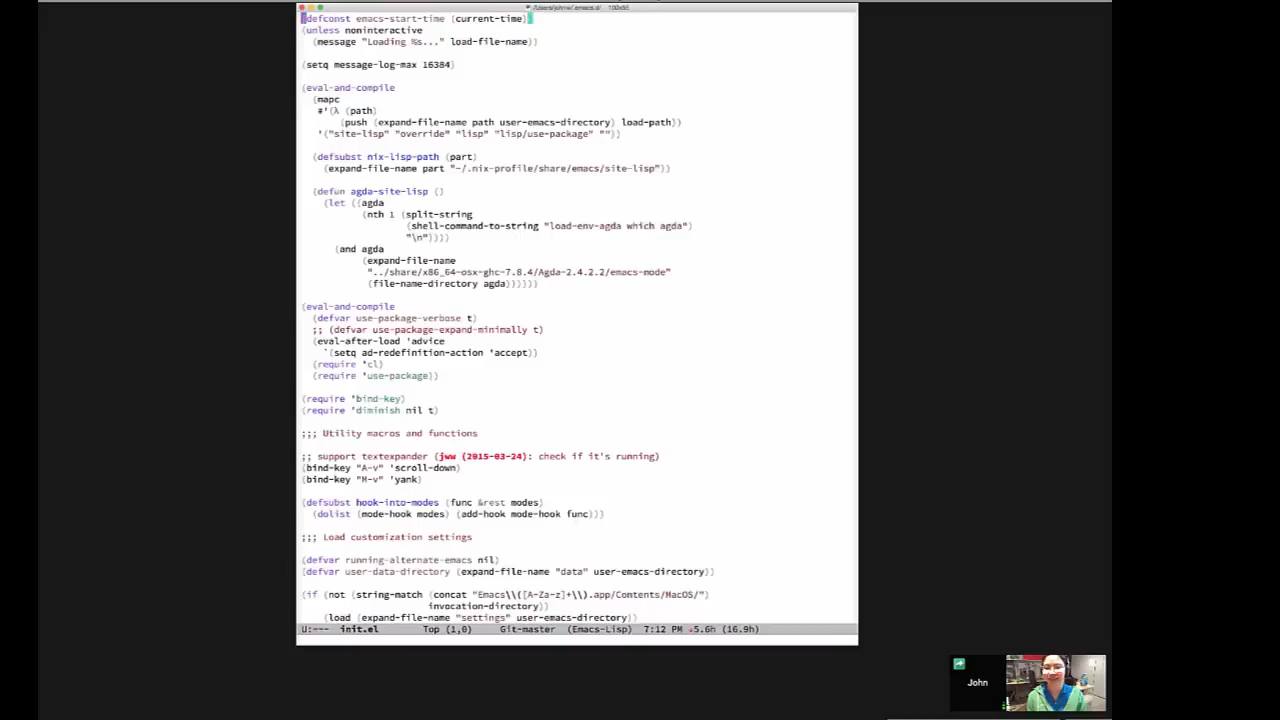 /Users/johnw/.emacs.d/ 100x55
(defconst emacs-start-time (current-time))
(unless noninteractive
(message "Loading %s..." load-file-name))
(setq message-log-max 16384)
(eval-and-compile
(mapc
#'(λ (path)
(push (expand-file-name path user-emacs-directory) load-path))
'("site-lisp" "override" "lisp" "lisp/use-package" ""))
(defsubst nix-lisp-path (part)
(expand-file-name part "~/.nix-profile/share/emacs/site-lisp"))
(defun agda-site-lisp ()
(let ((agda
(nth 1 (split-string
(shell-command-to-string "load-env-agda which agda")
"\n"))))
(and agda
(expand-file-name
"../share/x86_64-osx-ghc-7.8.4/Agda-2.4.2.2/emacs-mode"
(file-name-directory agda))))))
(eval-and-compile
(defvar use-package-verbose t)
;; (defvar use-package-expand-minimally t)
(eval-after-load 'advice
`(setq ad-redefinition-action 'accept))
(require 'cl)
(require 'use-package))
(require 'bind-key)
(require 'diminish nil t)
;;; Utility macros and functions
;; support textexpander (jww (2015-03-24): check if it's running)
(bind-key "A-v" 'scroll-down)
(bind-key "M-v" 'yank)
(defsubst hook-into-modes (func &rest modes)
(dolist (mode-hook modes) (add-hook mode-hook func)))
;;; Load customization settings
(defvar running-alternate-emacs nil)
(defvar user-data-directory (expand-file-name "data" user-emacs-directory))
(if (not (string-match (concat "Emacs\\([A-Za-z]+\\).app/Contents/MacOS/")
invocation-directory))
(load (expand-file-name "settings" user-emacs-directory))
U:--- init.el Top (1,0) Git-master (Emacs-Lisp) 7:12 PM -5.6h (16.9h)
John